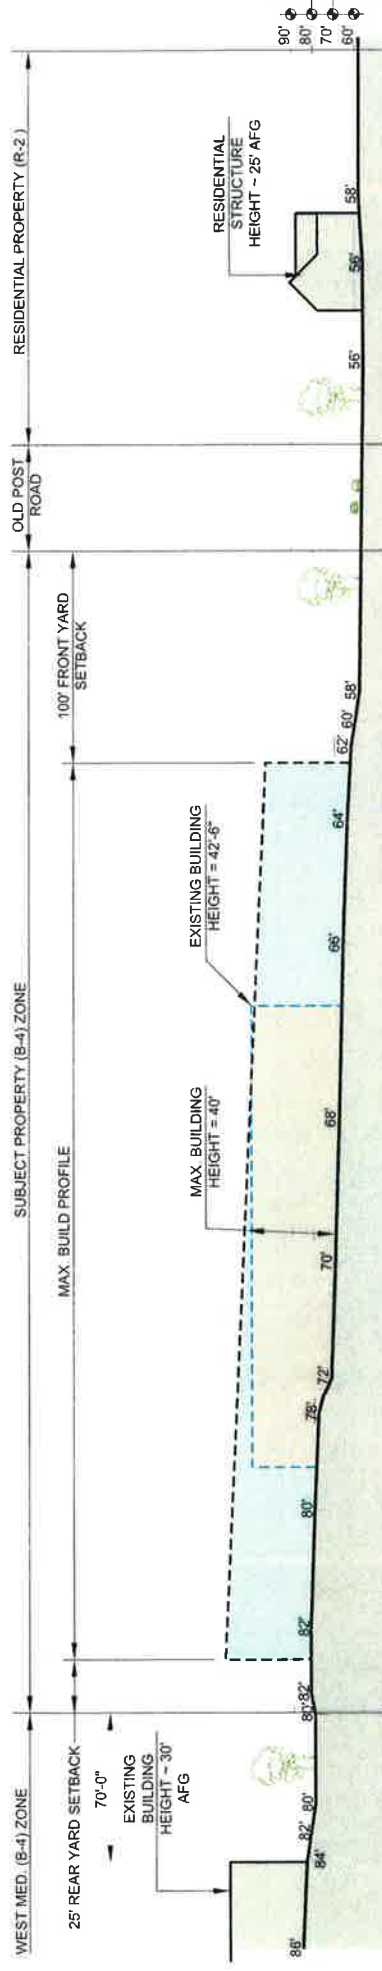 WEST MED. (B-4) ZONE
SUBJECT PROPERTY (B-4) ZONE
OLD POST
ROAD
RESIDENTIAL PROPERTY (R-2 )
25' REAR YARD SETBACK
MAX. BUILD PROFILE
100' FRONT YARD
SETBACK
70'-0"
EXISTING
BUILDING
HEIGHT ~ 30'
AFG
MAX. BUILDING
HEIGHT = 40'
EXISTING BUILDING
HEIGHT = 42'-6"
RESIDENTIAL
STRUCTURE
HEIGHT ~ 25' AFG
90'
80'
70'
60'
86'
84'
82'
80'
80'
82'
82'
80'
78'
72'
70'
68'
66'
64'
62'
60'
58'
56'
56'
58'